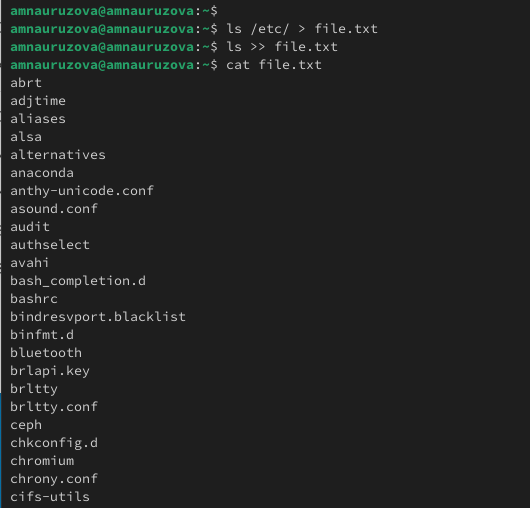 amnauruzova@amnauruzova:~$
amnauruzova@amnauruzova:~$ ls /etc/ > file.txt
amnauruzova@amnauruzova:~$ ls >> file.txt
amnauruzova@amnauruzova:~$ cat file.txt
abrt
adjtime
aliases
alsa
alternatives
anaconda
anthy-unicode.conf
asound.conf
audit
authselect
avahi
bash_completion.d
bashrc
bindresvport.blacklist
binfmt.d
bluetooth
brlapi.key
brltty
brltty.conf
ceph
chkconfig.d
chromium
chrony.conf
cifs-utils